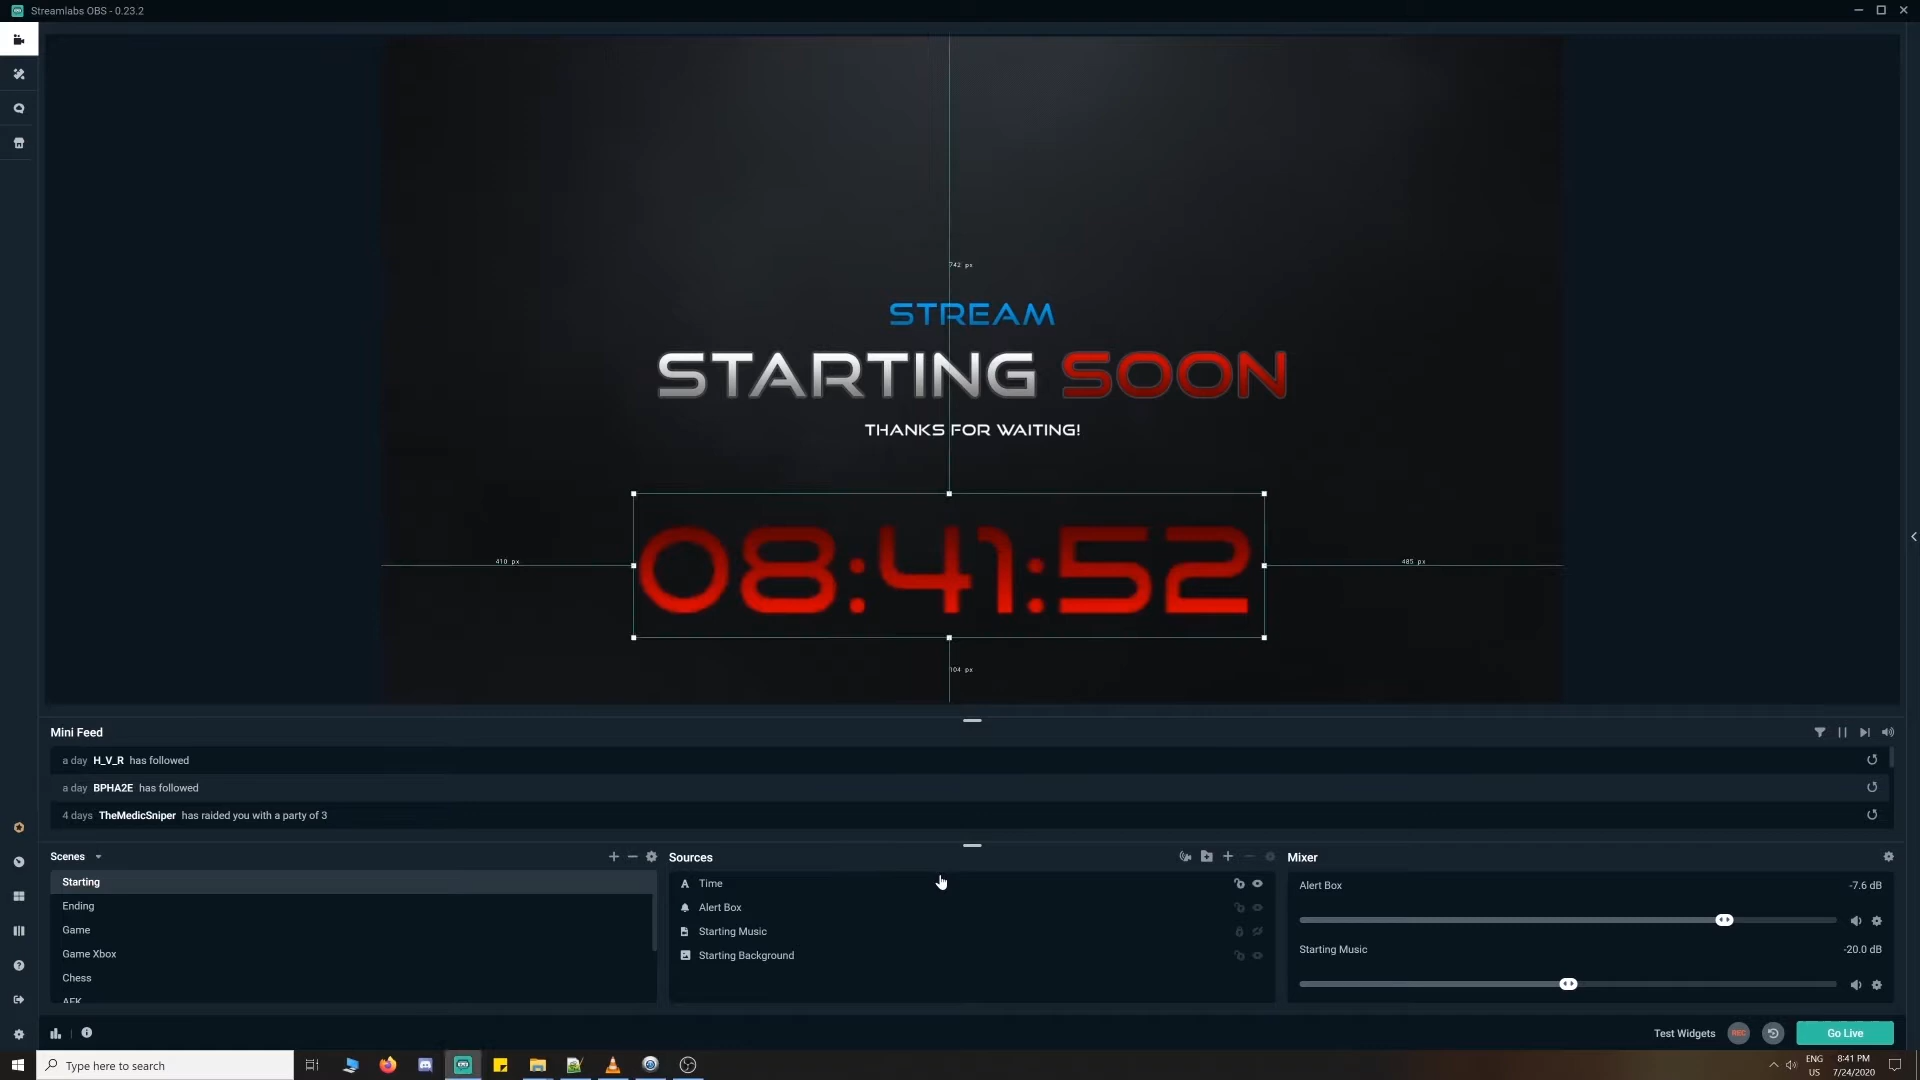 Streamlabs OBS - 0.23.2
742 px
STREAM
STARTING SOON
THANKS FOR WAITING!
08:41:52
410 px
485 px
104 px
Mini Feed
a day H_V_R has followed
a day BPHA2E has followed
4 days TheMedicSniper has raided you with a party of 3
Scenes
Starting
Ending
Game
Game Xbox
Chess
AFK
Sources
Time
Alert Box
Starting Music
Starting Background
Mixer
Alert Box -7.6 dB
Starting Music -20.0 dB
Test Widgets
REC
Go Live
Type here to search
ENG
US
8:41 PM
7/24/2020